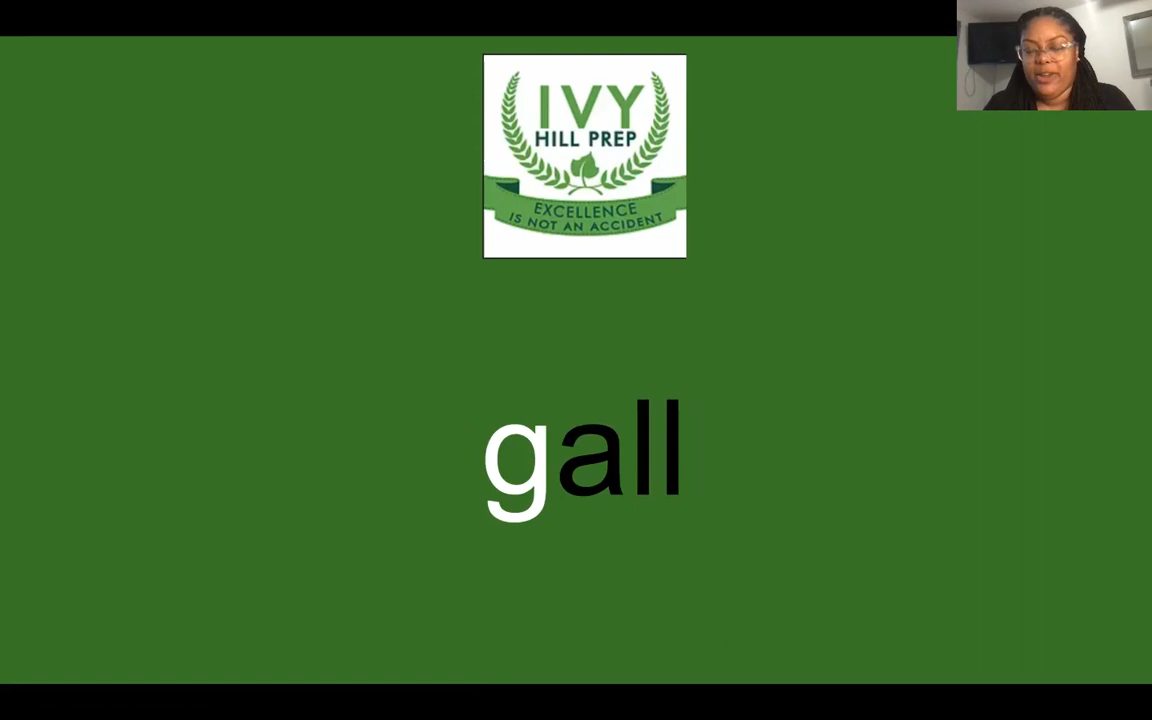 IVY
HILL PREP
EXCELLENCE
IS NOT AN ACCIDENT
gall